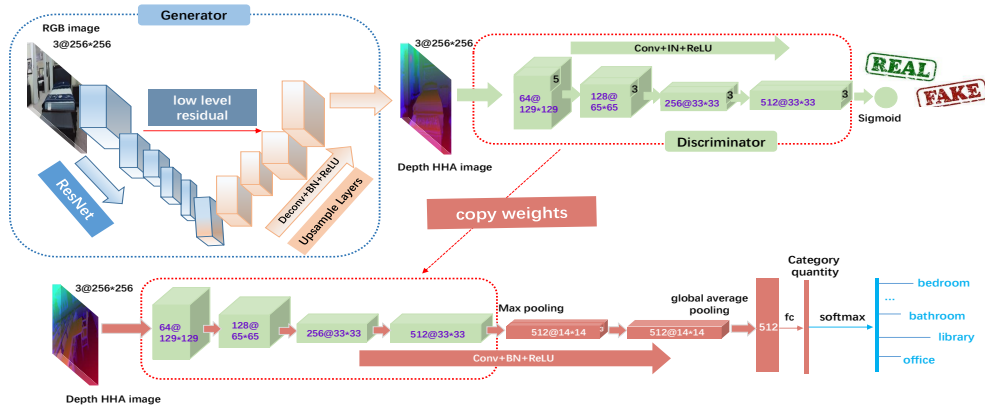 Generator
RGB image
3@256*256
low level
residual
ResNet
Deconv+BN+ReLU
Upsample Layers
3@256*256
Depth HHA image
Conv+IN+ReLU
5
64@
129*129
3
128@
65*65
3
256@33*33
3
512@33*33
Sigmoid
REAL
FAKE
Discriminator
copy weights
3@256*256
Depth HHA image
64@
129*129
128@
65*65
256@33*33
512@33*33
Max pooling
512@14*14
global average
pooling
512@14*14
Conv+BN+ReLU
512
fc
Category
quantity
softmax
bedroom
...
bathroom
library
office